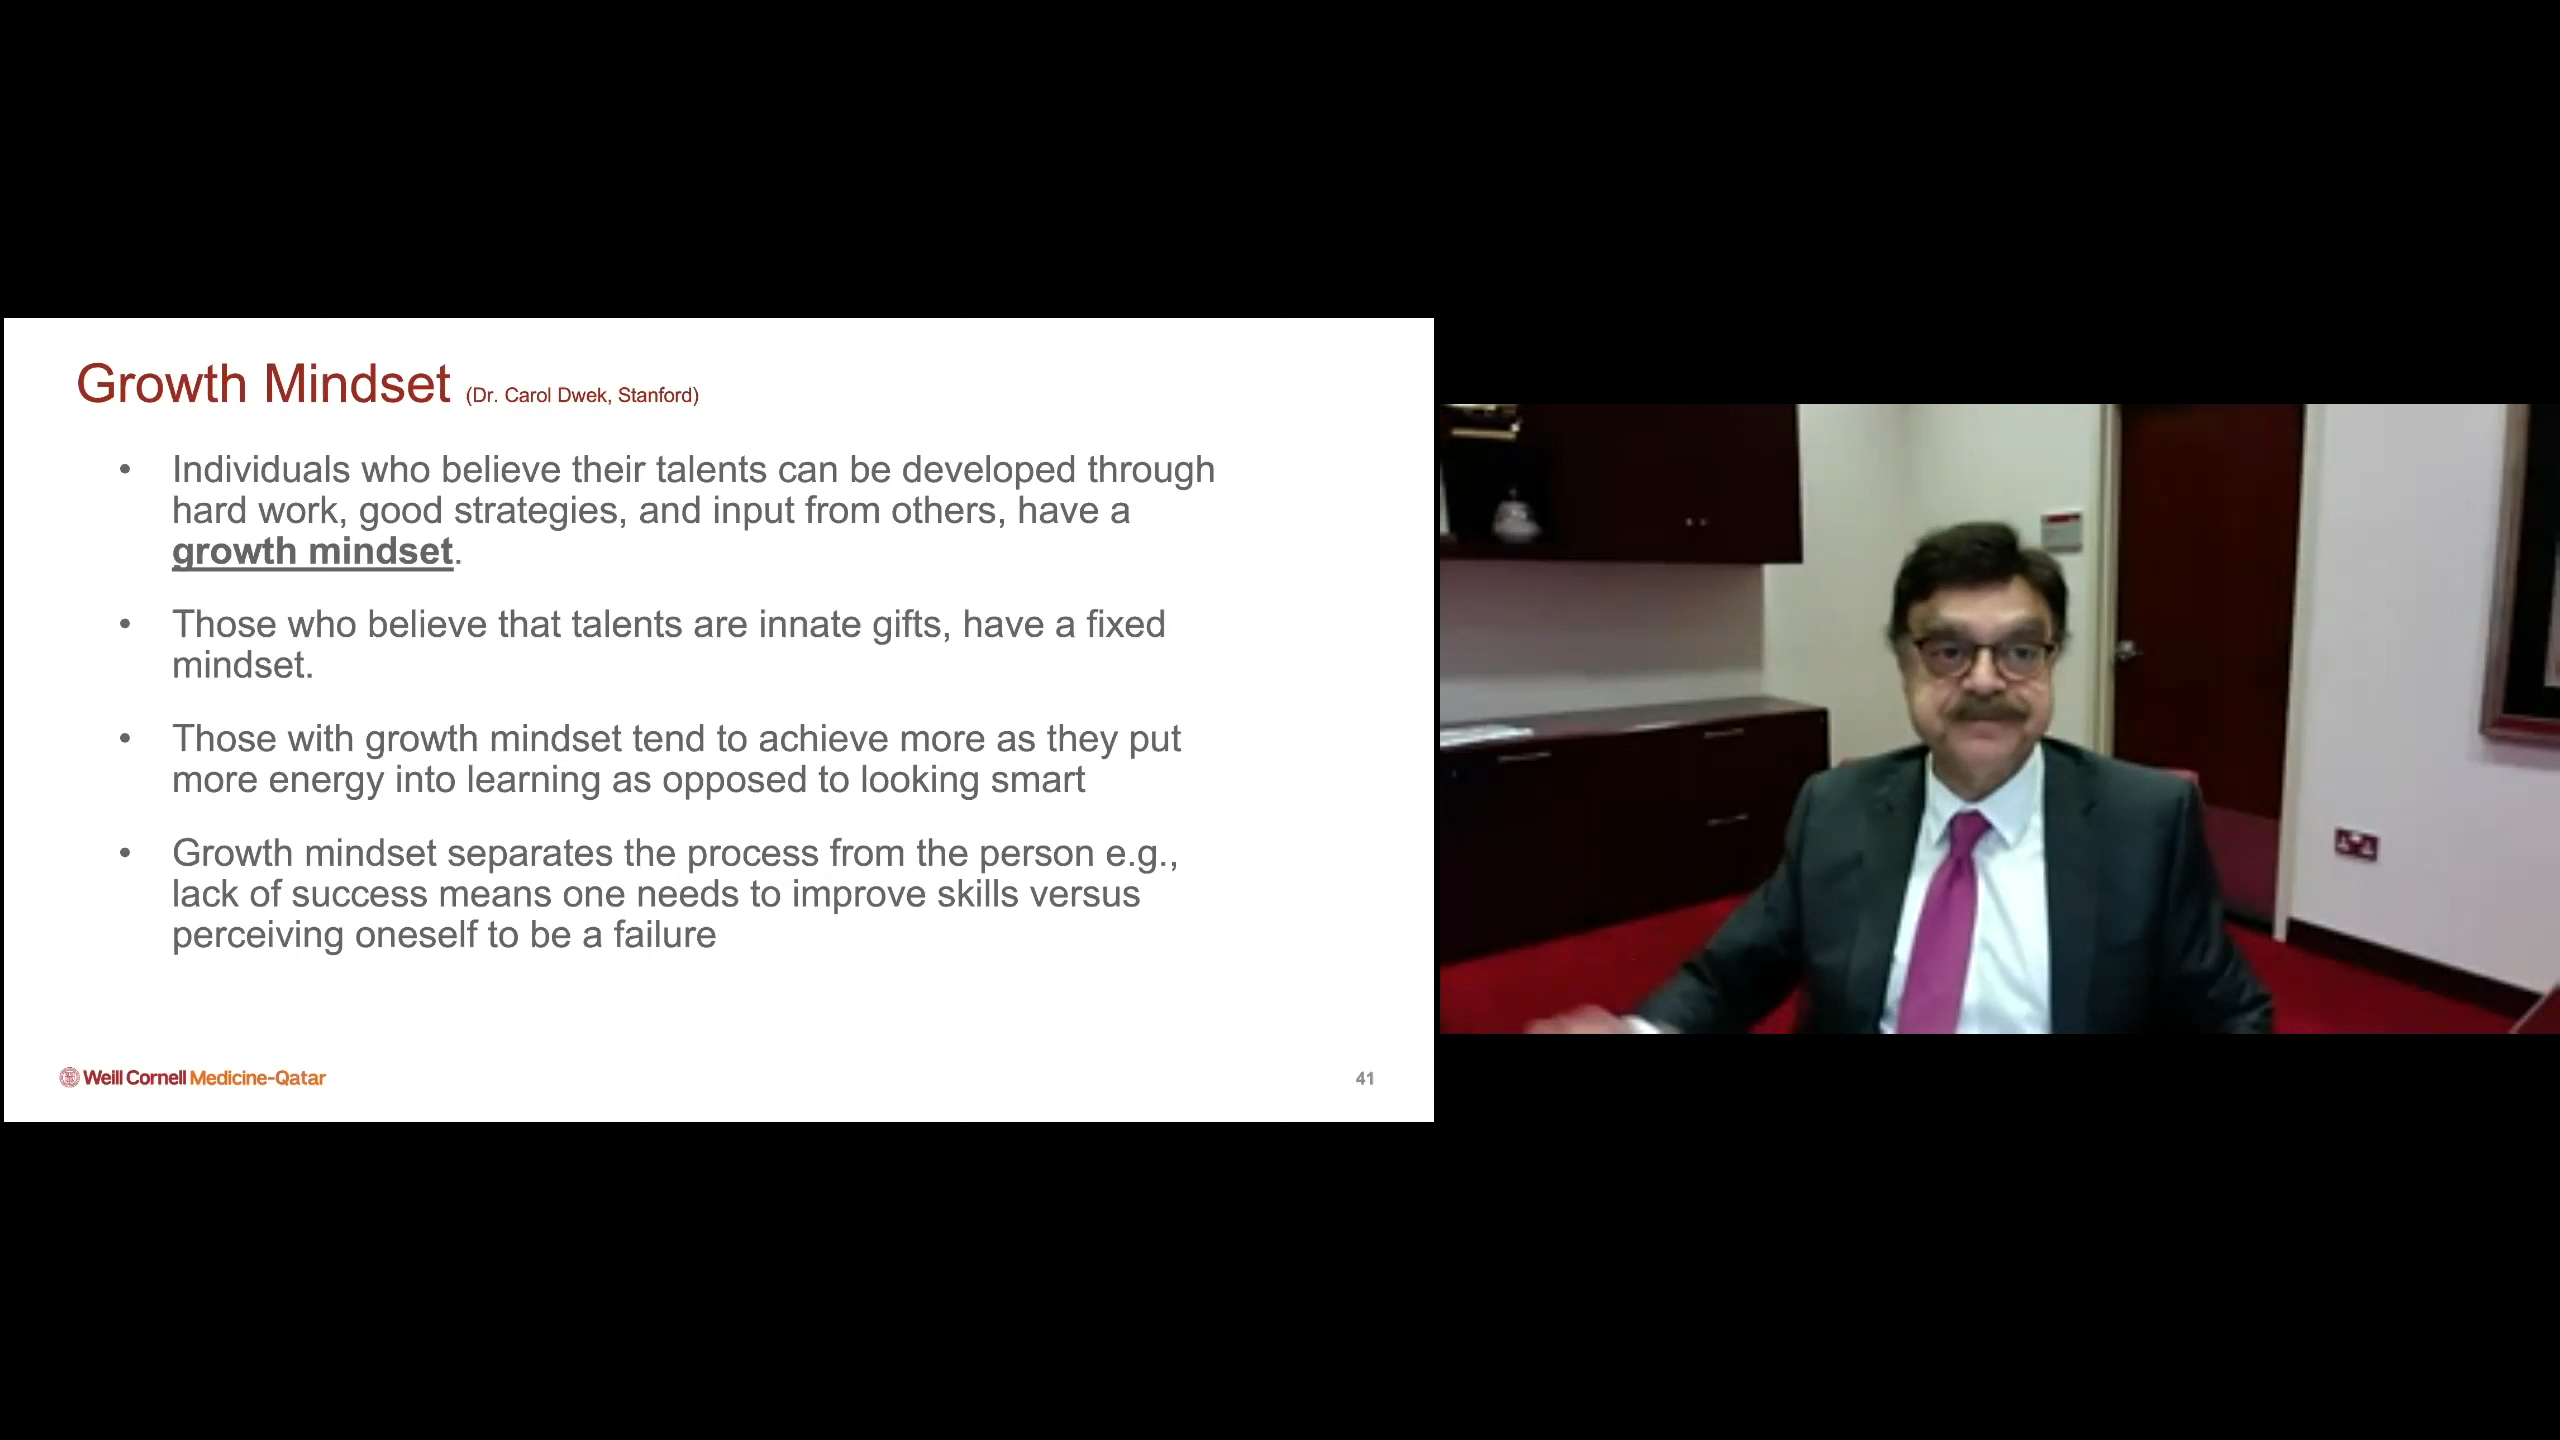 Growth Mindset (Dr. Carol Dwek, Stanford)
• Individuals who believe their talents can be developed through
hard work, good strategies, and input from others, have a
growth mindset.
• Those who believe that talents are innate gifts, have a fixed
mindset.
• Those with growth mindset tend to achieve more as they put
more energy into learning as opposed to looking smart
• Growth mindset separates the process from the person e.g.,
lack of success means one needs to improve skills versus
perceiving oneself to be a failure
Weill Cornell Medicine-Qatar
41